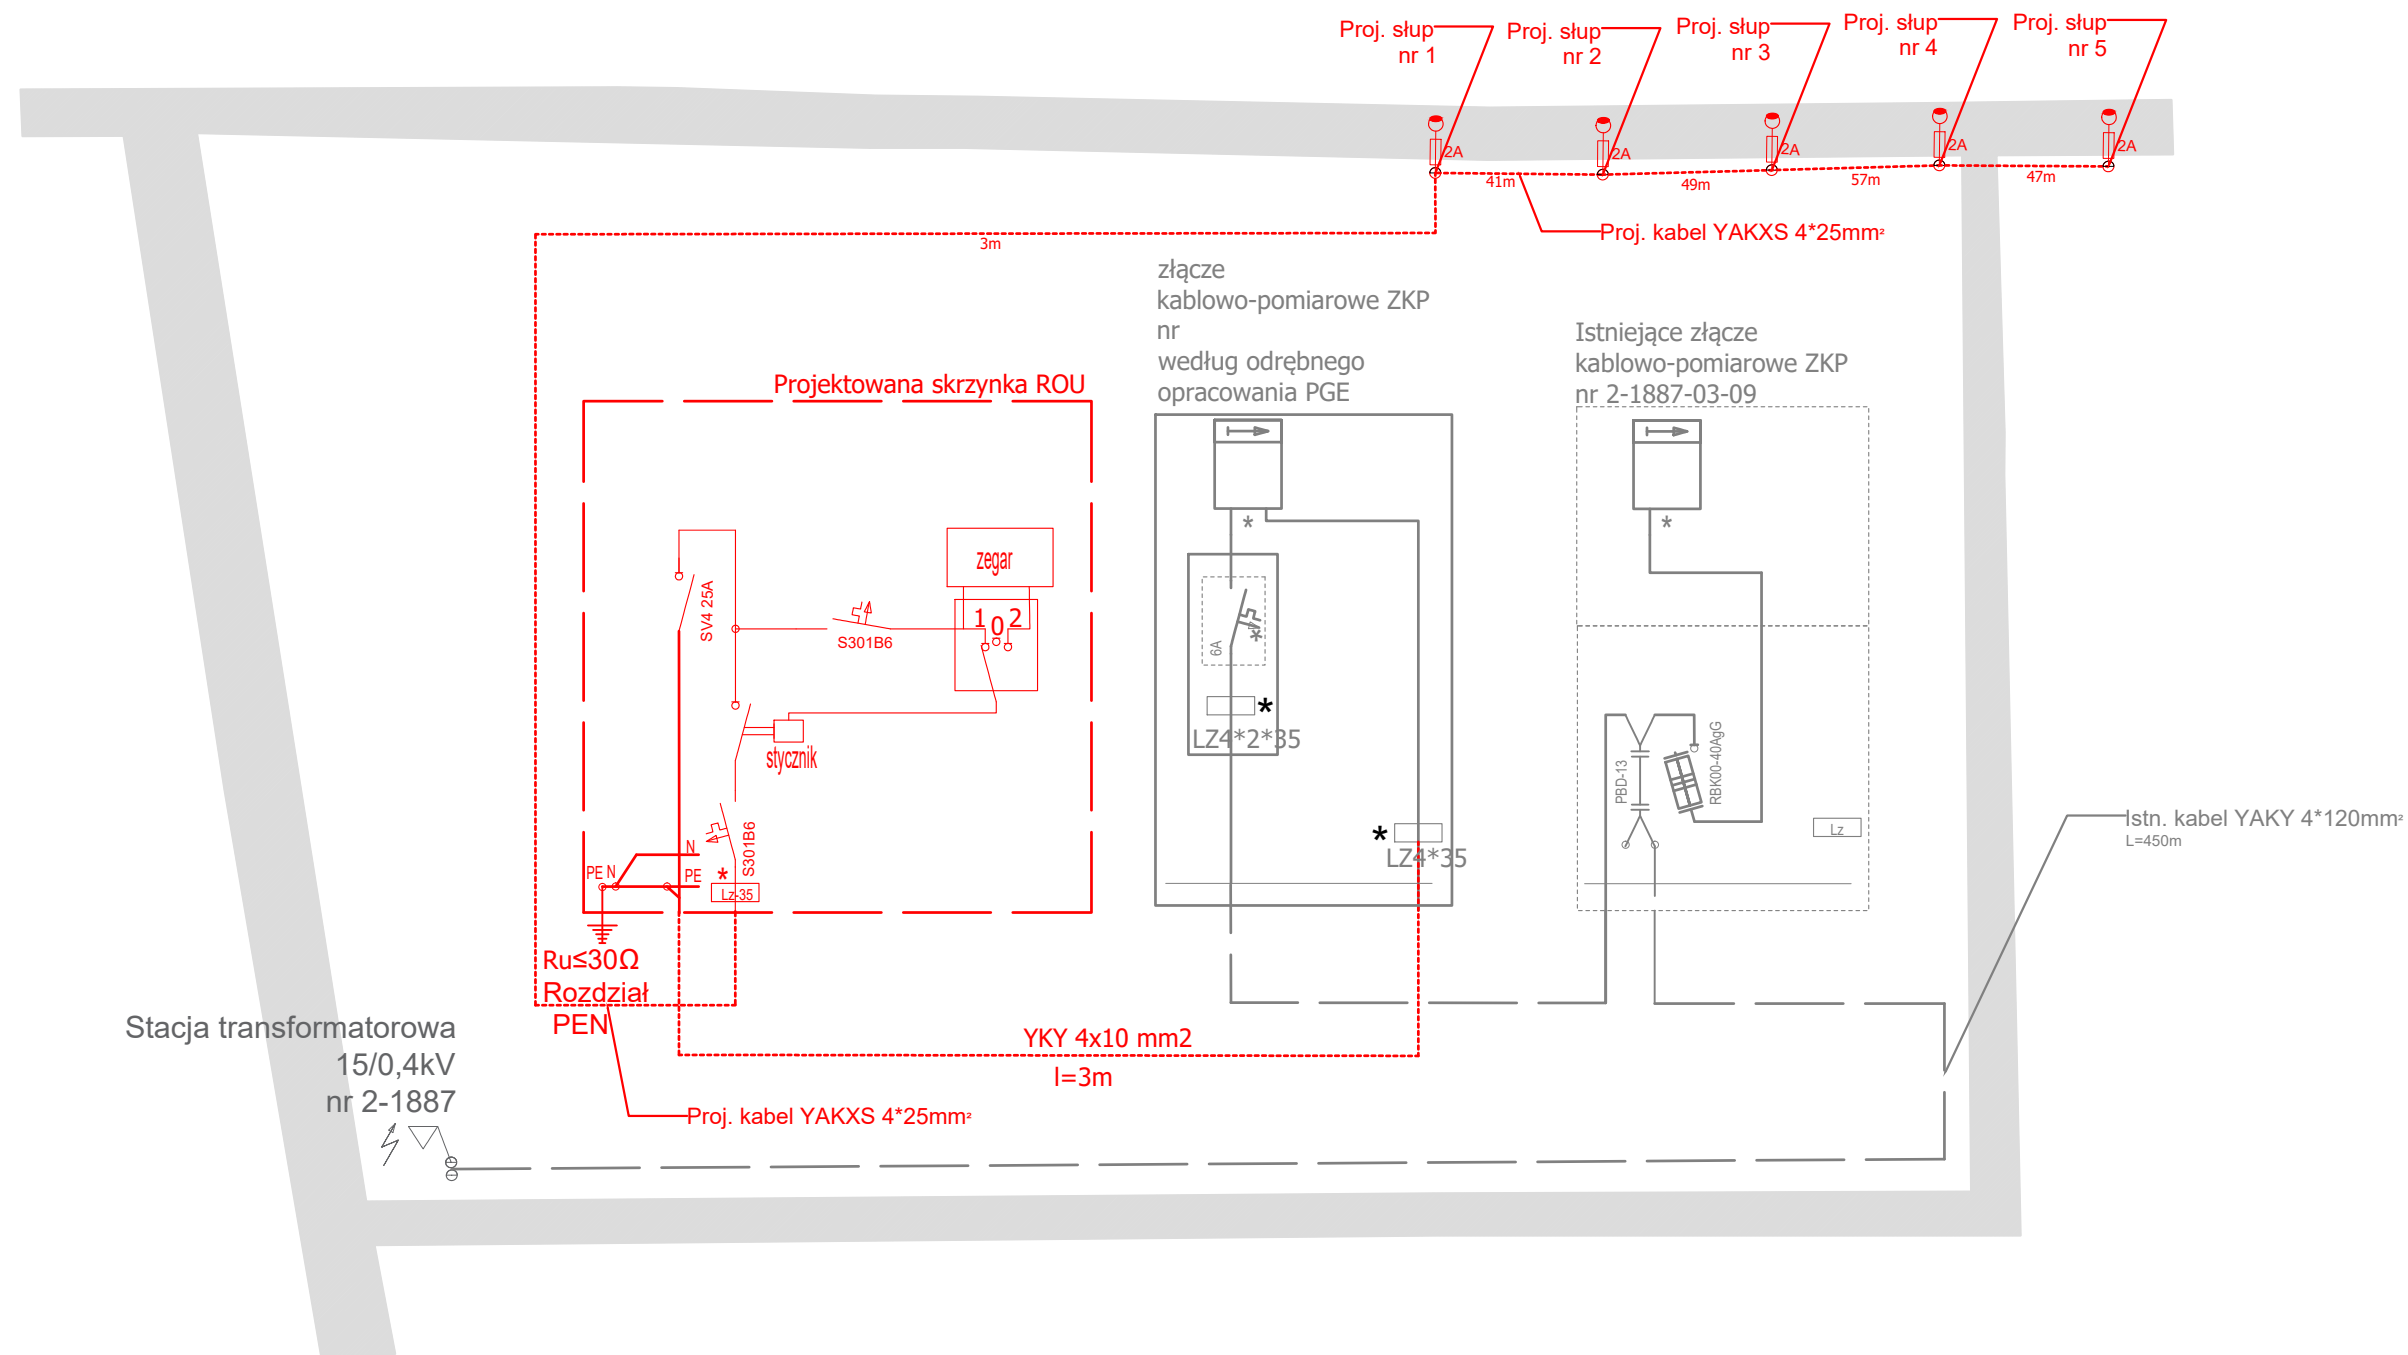 Proj. słup
nr 1
Proj. słup
nr 2
Proj. słup
nr 3
Proj. słup
nr 4
Proj. słup
nr 5
2A
2A
2A
2A
2A
41m
49m
57m
47m
Proj. kabel YAKXS 4*25mm²
3m
złącze
kablowo-pomiarowe ZKP
nr
według odrębnego
opracowania PGE
Istniejące złącze
kablowo-pomiarowe ZKP
nr 2-1887-03-09
Projektowana skrzynka ROU
zegar
1 0 2
SV4 25A
S301B6
stycznik
S301B6
N
PE N
PE
*
Lz-35
*
6A
*
*
LZ4*2*35
*
LZ4*35
*
PBD-13
RBK00-40AgG
Lz
Istn. kabel YAKY 4*120mm²
L=450m
Ru≤30Ω
Rozdział
PEN
YKY 4x10 mm2
l=3m
Proj. kabel YAKXS 4*25mm²
Stacja transformatorowa
15/0,4kV
nr 2-1887